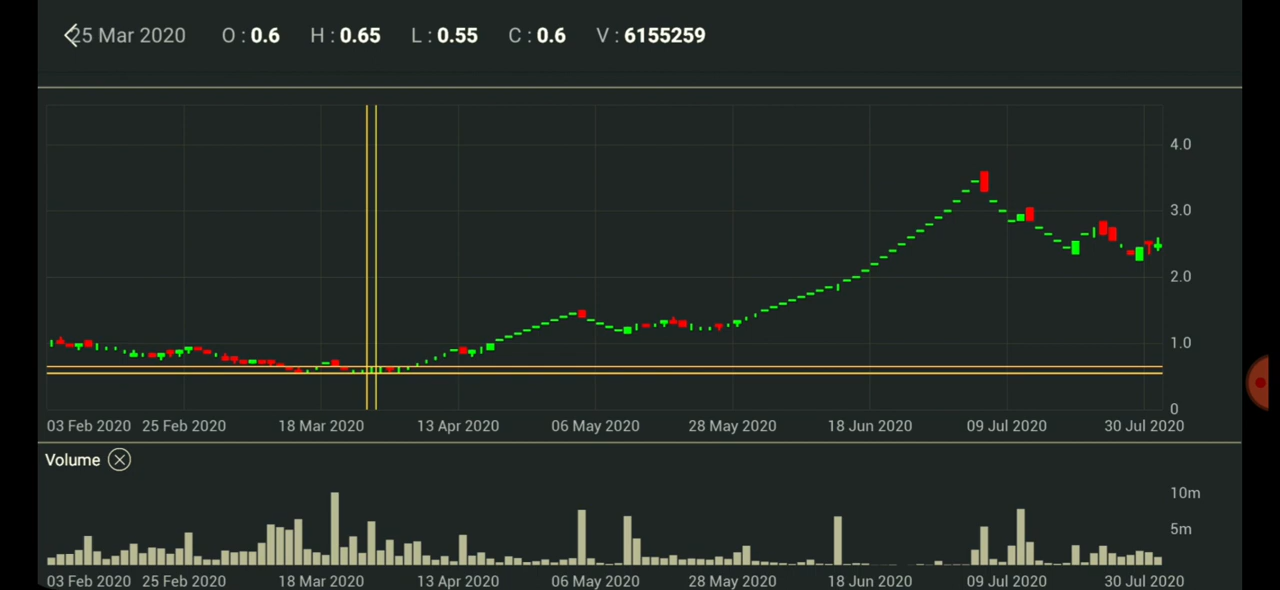 25 Mar 2020 O : 0.6 H : 0.65 L : 0.55 C : 0.6 V : 6155259
4.0
3.0
2.0
1.0
0
03 Feb 2020 25 Feb 2020 18 Mar 2020 13 Apr 2020 06 May 2020 28 May 2020 18 Jun 2020 09 Jul 2020 30 Jul 2020
Volume
10m
5m
03 Feb 2020 25 Feb 2020 18 Mar 2020 13 Apr 2020 06 May 2020 28 May 2020 18 Jun 2020 09 Jul 2020 30 Jul 2020